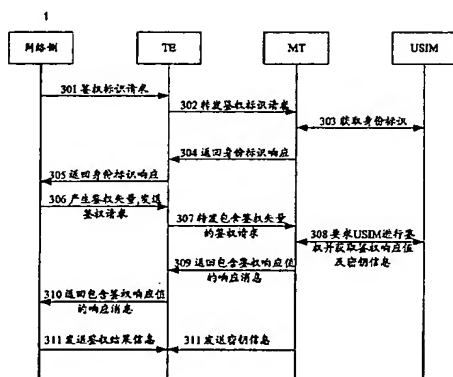 1
网络侧 TE MT USIM
301 鉴权标识请求
302 转发鉴权标识请求
303 获取身份标识
304 返回身份标识响应
305 返回身份标识响应
306 产生鉴权矢量,发送
鉴权请求
307 转发包含鉴权矢量
的鉴权请求
308 要求USIM进行鉴
权并获取鉴权响应值
及密钥信息
309 返回包含鉴权响应值
的响应消息
310 返回包含鉴权响应值
的响应消息
311 发送鉴权结果信息
311 发送密钥信息